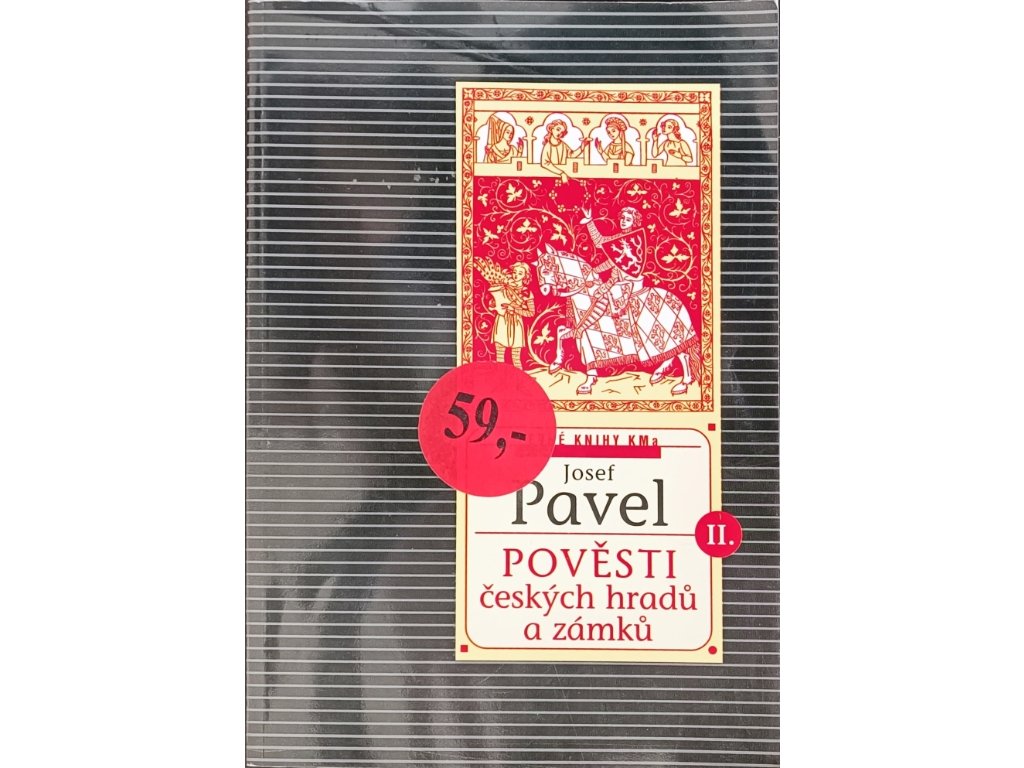 59,-
KNIHY KMa
Josef
Pavel
II.
POVĚSTI
českých hradů
a zámků